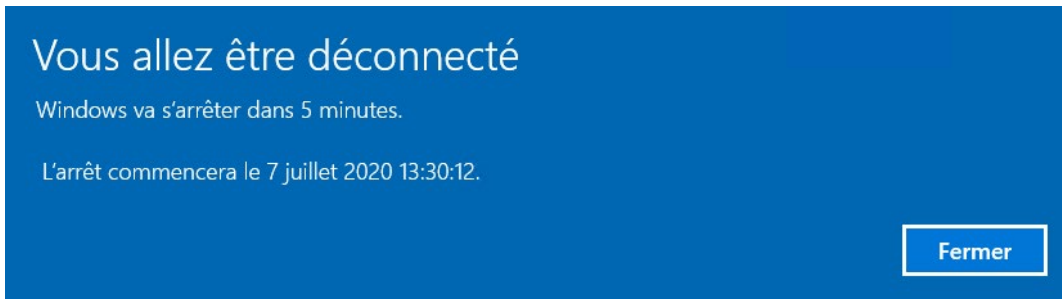 Vous allez être déconnecté
Windows va s'arrêter dans 5 minutes.
L'arrêt commencera le 7 juillet 2020 13:30:12.
Fermer